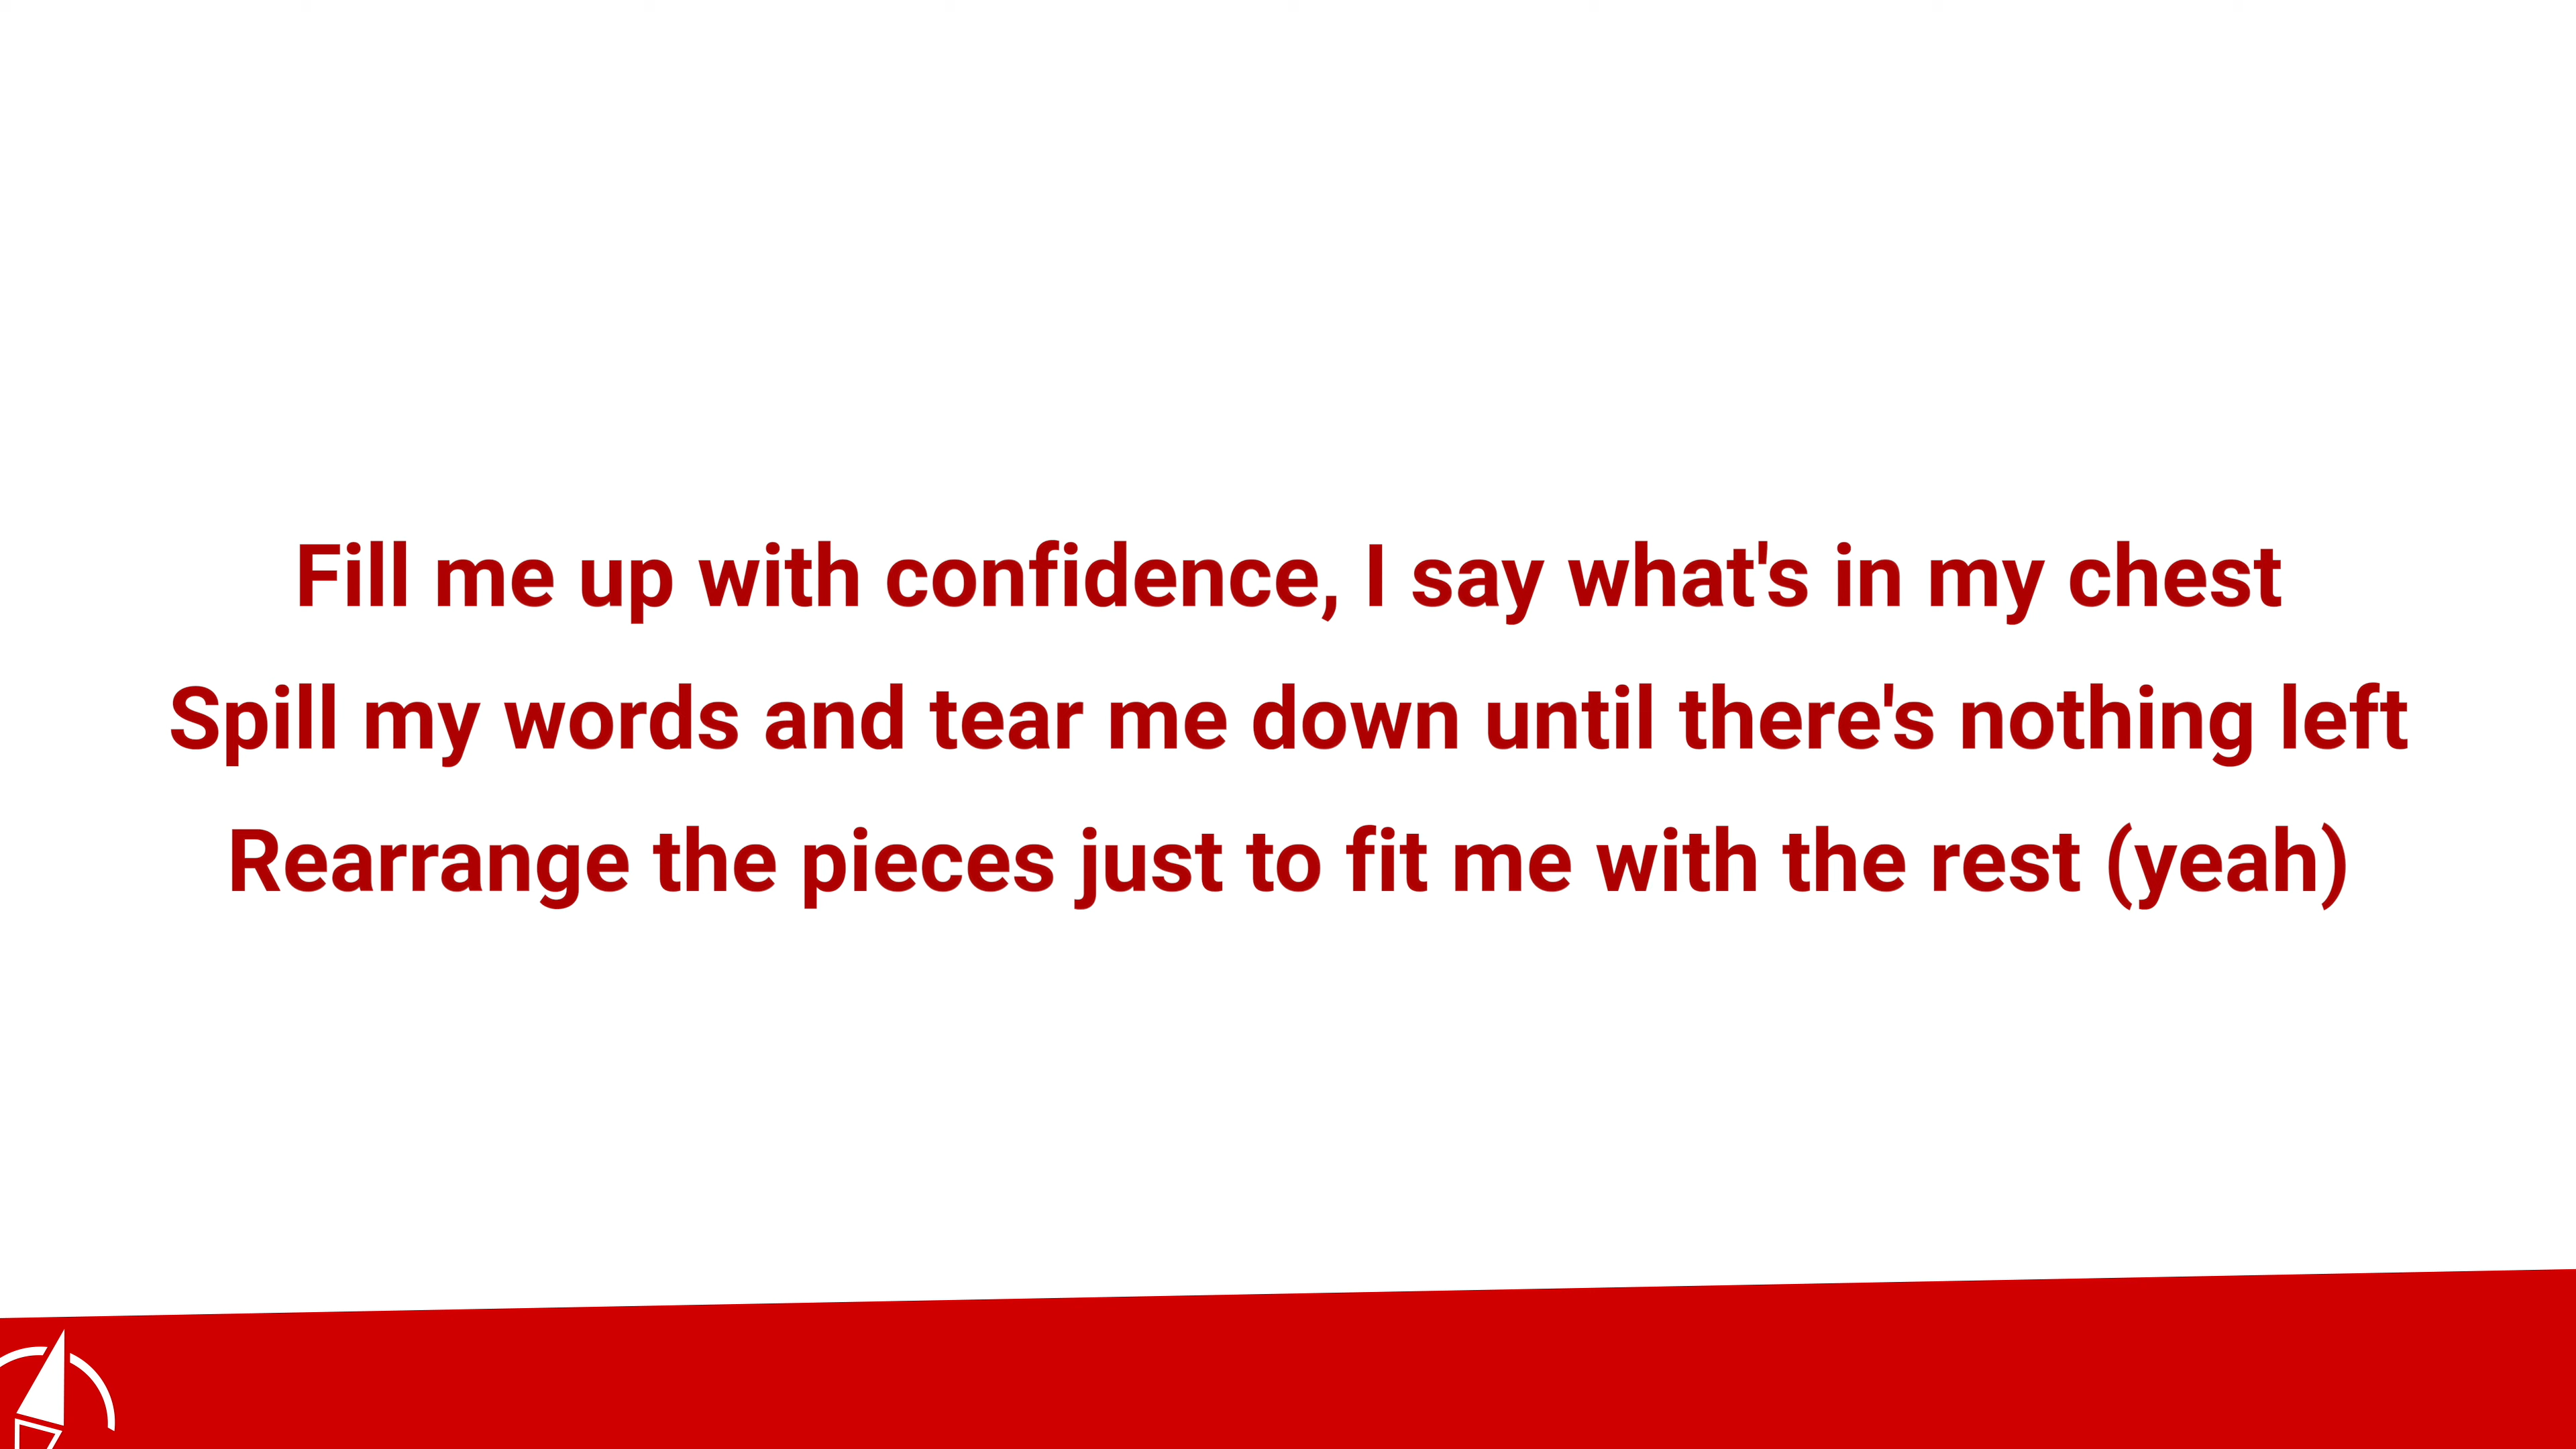 Fill me up with confidence, I say what's in my chest
Spill my words and tear me down until there's nothing left
Rearrange the pieces just to fit me with the rest (yeah)